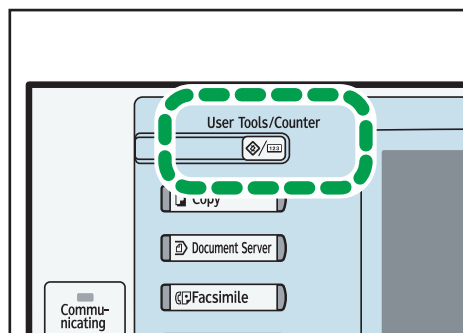 User Tools/Counter
123
Copy
Document Server
Facsimile
Commu-
nicating